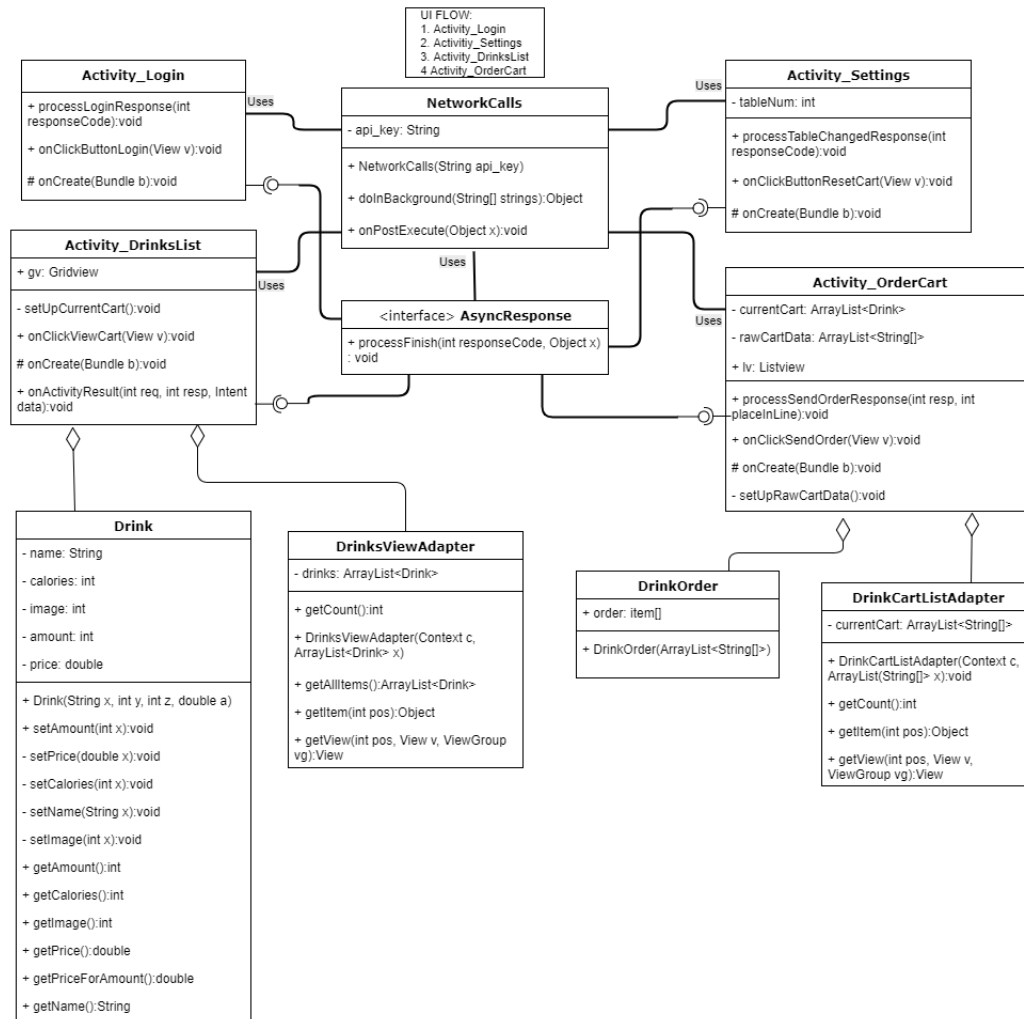 UI FLOW:
1. Activity_Login
2. Activitiy_Settings
3. Activity_DrinksList
4 Activity_OrderCart
Activity_Login
+ processLoginResponse(int
responseCode):void
+ onClickButtonLogin(View v):void
# onCreate(Bundle b):void
Uses
NetworkCalls
- api_key: String
+ NetworkCalls(String api_key)
+ doInBackground(String[] strings):Object
+ onPostExecute(Object x):void
Uses
Activity_Settings
- tableNum: int
+ processTableChangedResponse(int
responseCode):void
+ onClickButtonResetCart(View v):void
# onCreate(Bundle b):void
Activity_DrinksList
+ gv: Gridview
- setUpCurrentCart():void
+ onClickViewCart(View v):void
# onCreate(Bundle b):void
+ onActivityResult(int req, int resp, Intent
data):void
Uses
Uses
<interface> AsyncResponse
+ processFinish(int responseCode, Object x)
: void
Uses
Activity_OrderCart
- currentCart: ArrayList<Drink>
- rawCartData: ArrayList<String[]>
+ lv: Listview
+ processSendOrderResponse(int resp, int
placeInLine):void
+ onClickSendOrder(View v):void
# onCreate(Bundle b):void
- setUpRawCartData():void
Drink
- name: String
- calories: int
- image: int
- amount: int
- price: double
+ Drink(String x, int y, int z, double a)
+ setAmount(int x):void
- setPrice(double x):void
- setCalories(int x):void
- setName(String x):void
- setImage(int x):void
+ getAmount():int
+ getCalories():int
+ getImage():int
+ getPrice():double
+ getPriceForAmount():double
+ getName():String
DrinksViewAdapter
- drinks: ArrayList<Drink>
+ getCount():int
+ DrinksViewAdapter(Context c,
ArrayList<Drink> x)
+ getAllItems():ArrayList<Drink>
+ getItem(int pos):Object
+ getView(int pos, View v, ViewGroup
vg):View
DrinkOrder
+ order: item[]
+ DrinkOrder(ArrayList<String[]>)
DrinkCartListAdapter
- currentCart: ArrayList<String[]>
+ DrinkCartListAdapter(Context c,
ArrayList(String[]> x):void
+ getCount():int
+ getItem(int pos):Object
+ getView(int pos, View v,
ViewGroup vg):View